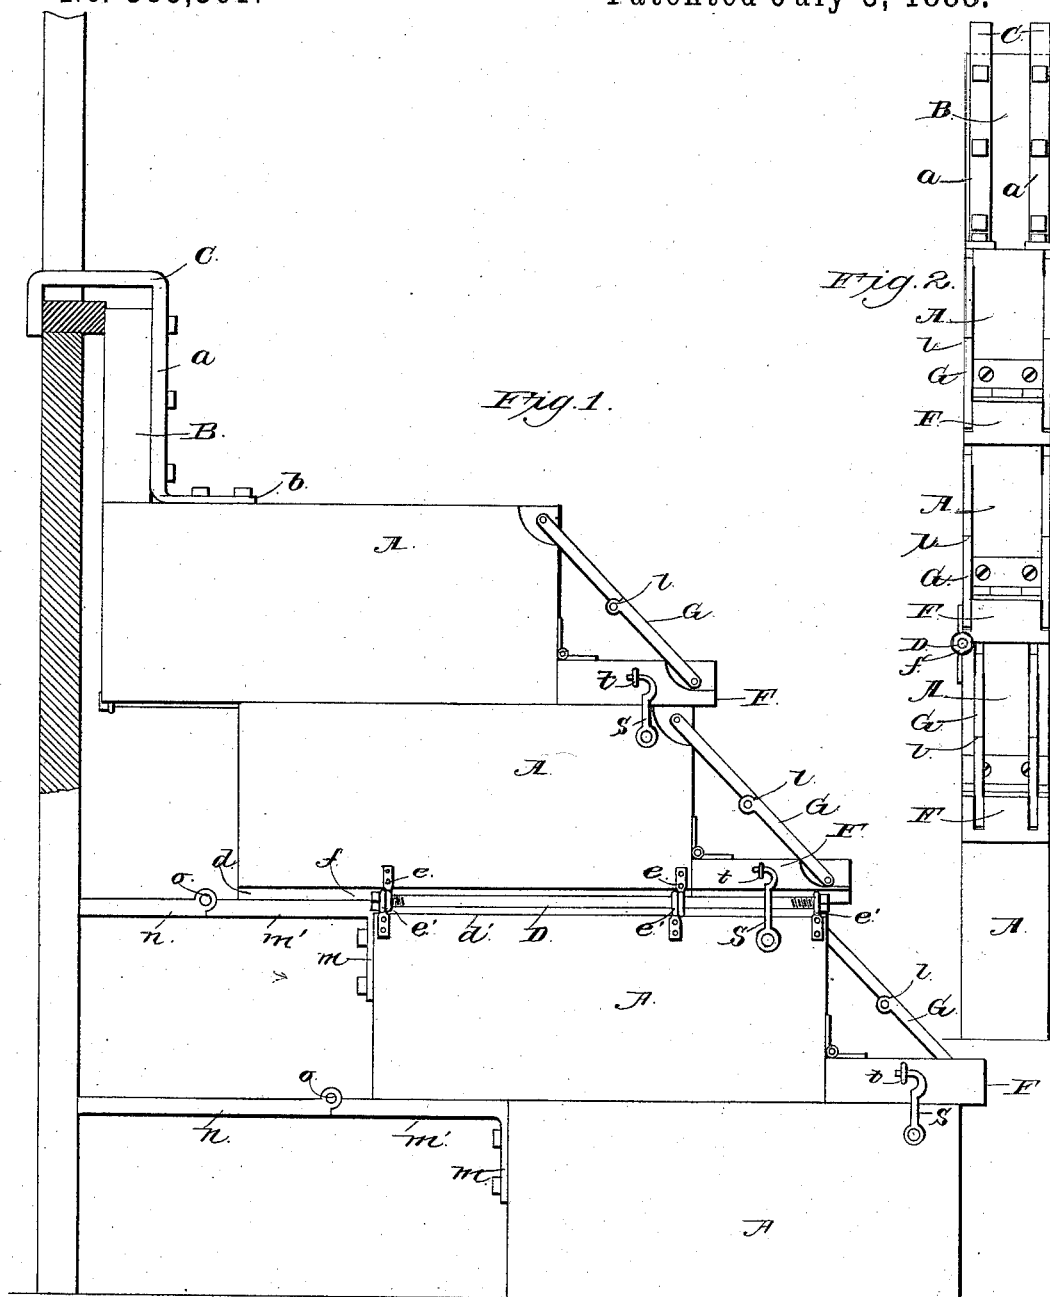 Patented July 3, 1888.
C.
C.
B.
a
a'
Fig. 2.
C.
a
Fig. 1.
B.
b.
A
l
G
F.
A.
l.
G.
A
l.
G.
F.
D.
f.
t
S
F.
A
G
l.
A.
l.
G.
F.
t
F
d.
f
e.
e.
o.
n.
m'
e'
d'
D.
e'
S
e'
m
A.
l.
G.
A.
o.
t
F
S
n.
m'
m
A